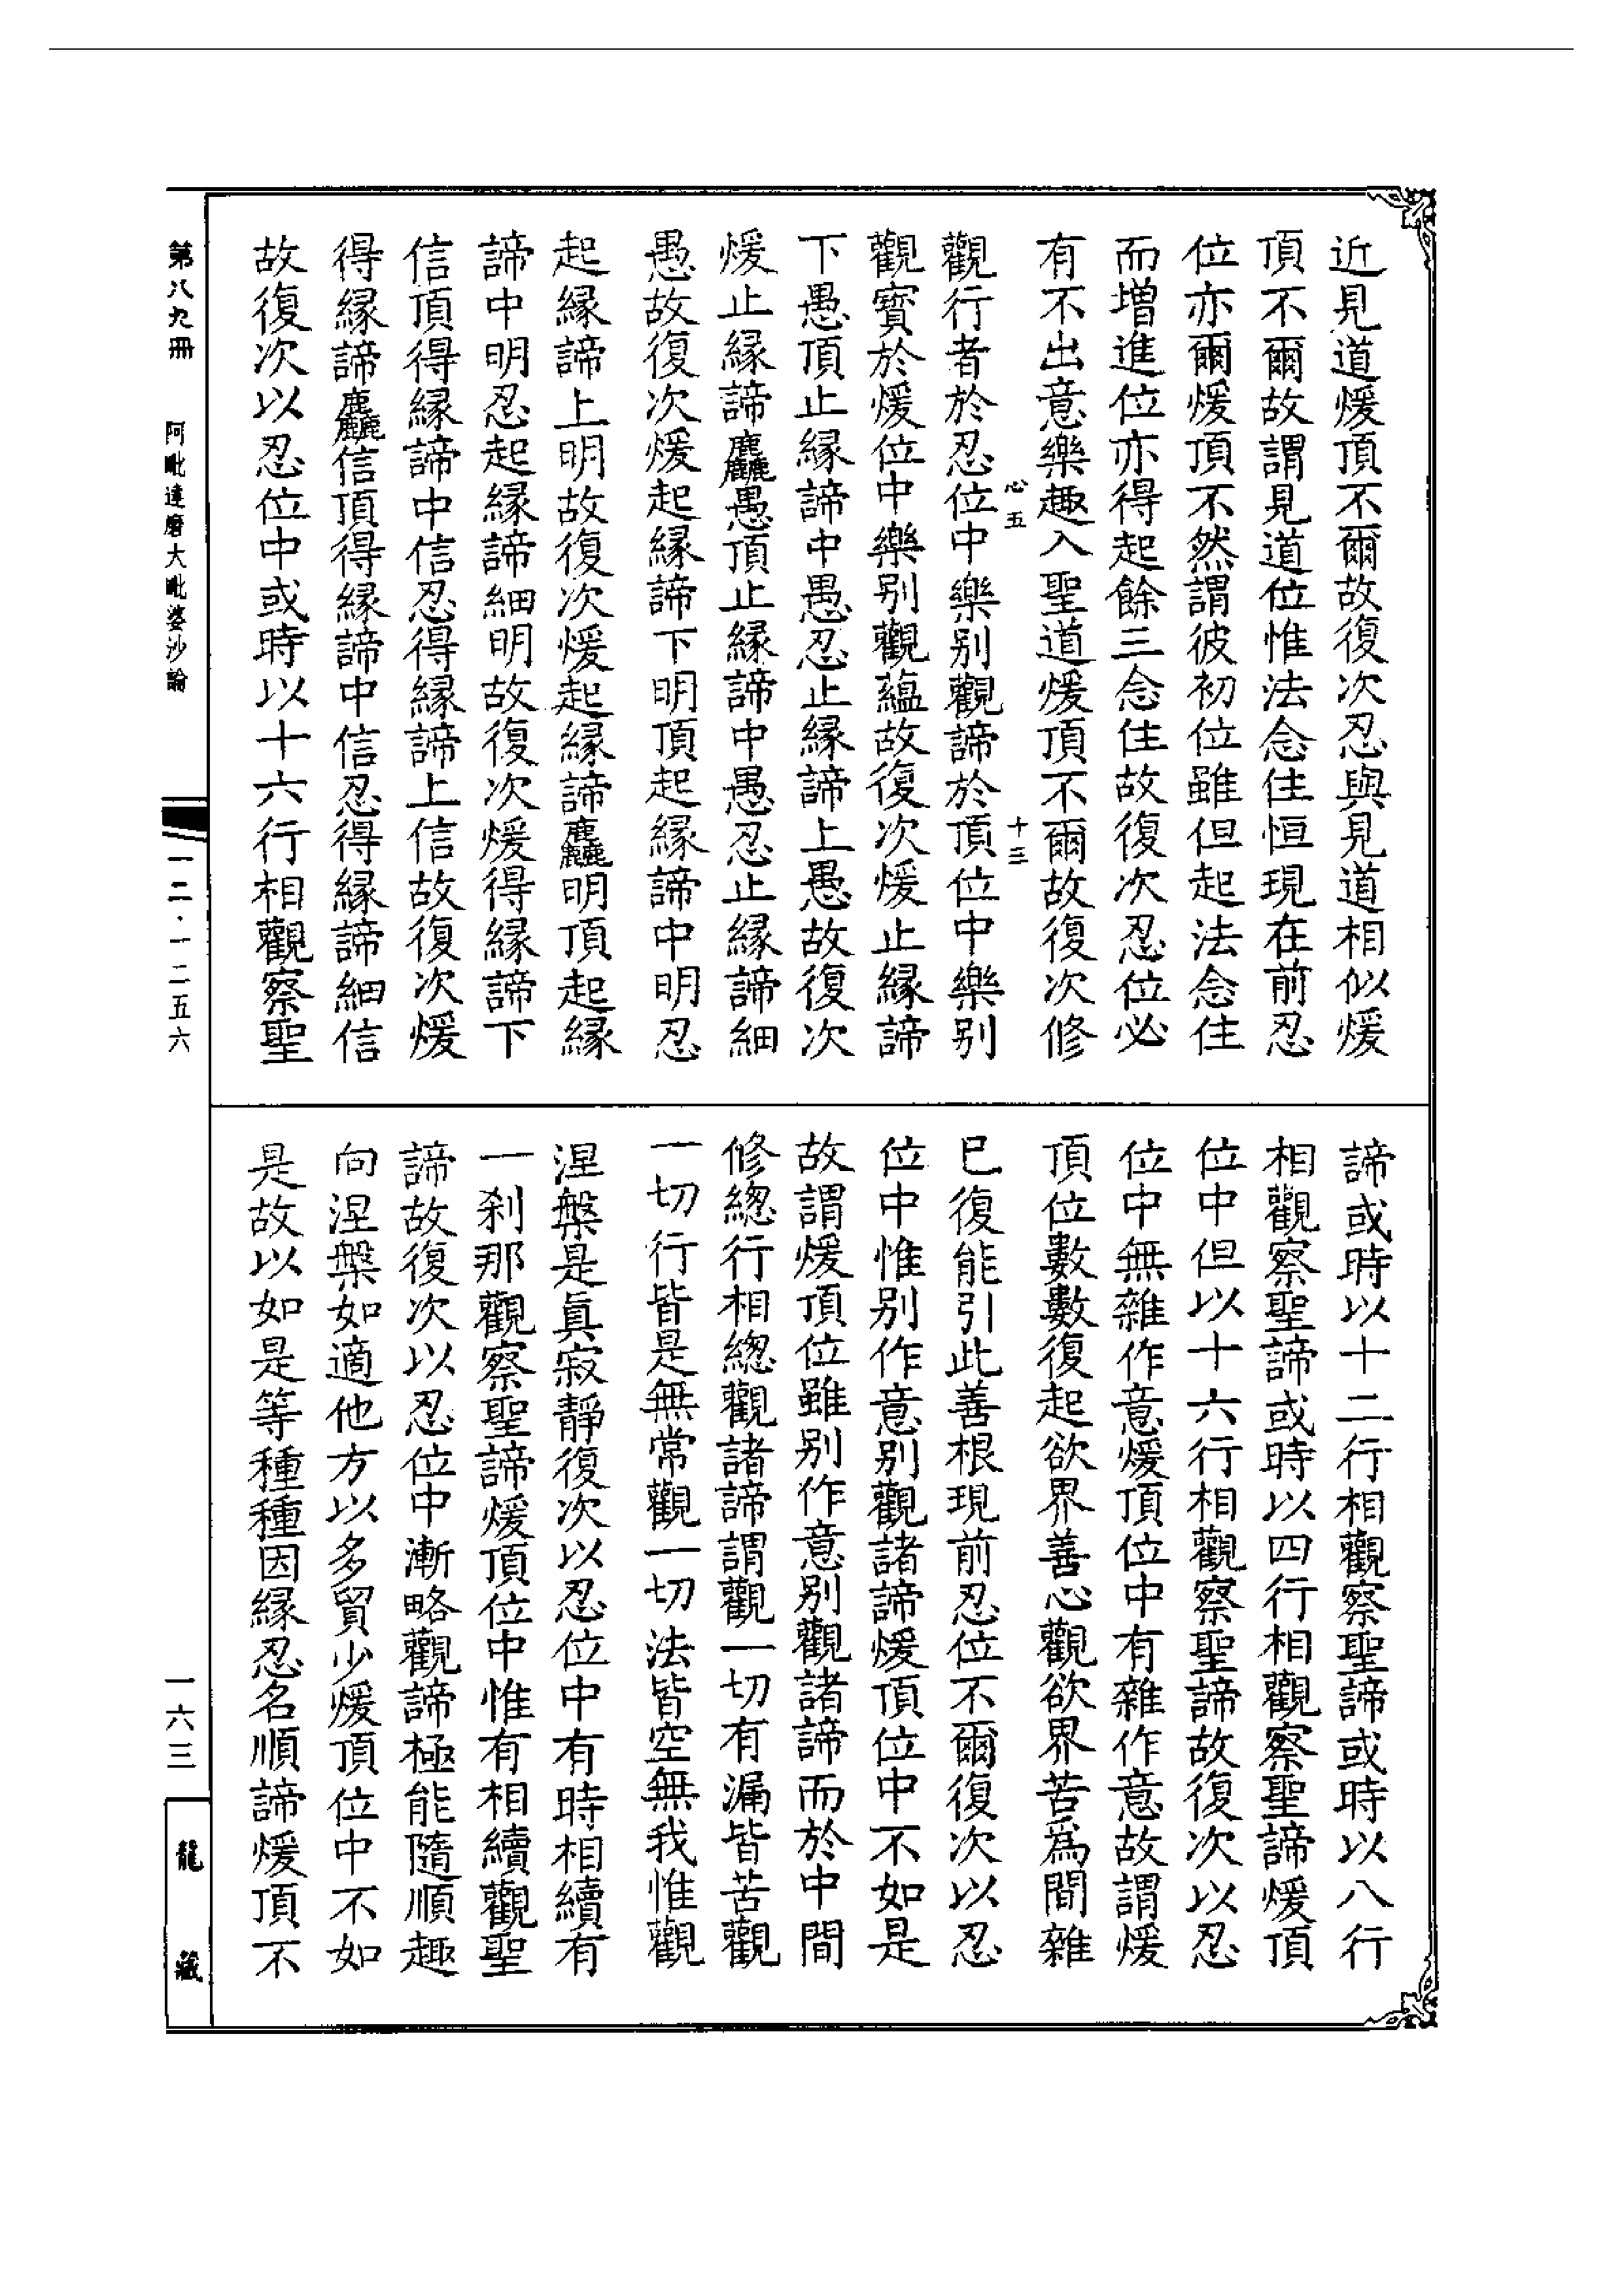 近見道煖頂不爾故復次忍與見道相似煖
頂不爾故謂見道位惟法念住恒現在前忍
位亦爾煖頂不然謂彼初位雖但起法念住
而增進位亦得起餘三念住故復次忍位必
有不出意樂趣入聖道煖頂不爾故復次修
心五
十三
觀行者於忍位中樂別觀諦於頂位中樂別
觀寳於煖位中樂別觀蘊故復次煖止緣諦
下愚頂止緣諦中愚忍止緣諦上愚故復次
煖止緣諦麤愚頂止緣諦中愚忍止緣諦細
愚故復次煖起緣諦下明頂起緣諦中明忍
起緣諦上明故復次煖起緣諦麤明頂起緣
諦中明忍起緣諦細明故復次煖得緣諦下
信頂得緣諦中信忍得緣諦上信故復次煖
得緣諦麤信頂得緣諦中信忍得緣諦細信
故復次以忍位中或時以十六行相觀察聖
諦或時以十二行相觀察聖諦或時以八行
相觀察聖諦或時以四行相觀察聖諦煖頂
位中但以十六行相觀察聖諦故復次以忍
位中無雜作意煖頂位中有雜作意故謂煖
頂位數數復起欲界善心觀欲界苦爲間雜
已復能引此善根現前忍位不爾復次以忍
位中惟別作意別觀諸諦煖頂位中不如是
故謂煖頂位雖別作意別觀諸諦而於中間
修總行相總觀諸諦謂觀一切有漏皆苦觀
一切行皆是無常觀一切法皆空無我惟觀
涅槃是眞寂靜復次以忍位中有時相續有
一刹那觀察聖諦煖頂位中惟有相續觀聖
諦故復次以忍位中漸略觀諦極能隨順趣
向涅槃如適他方以多貿少煖頂位中不如
是故以如是等種種因緣忍名順諦煖頂不
第八九冊
阿毗達磨大毗婆沙論
一二·一二五六
一六三
龍藏